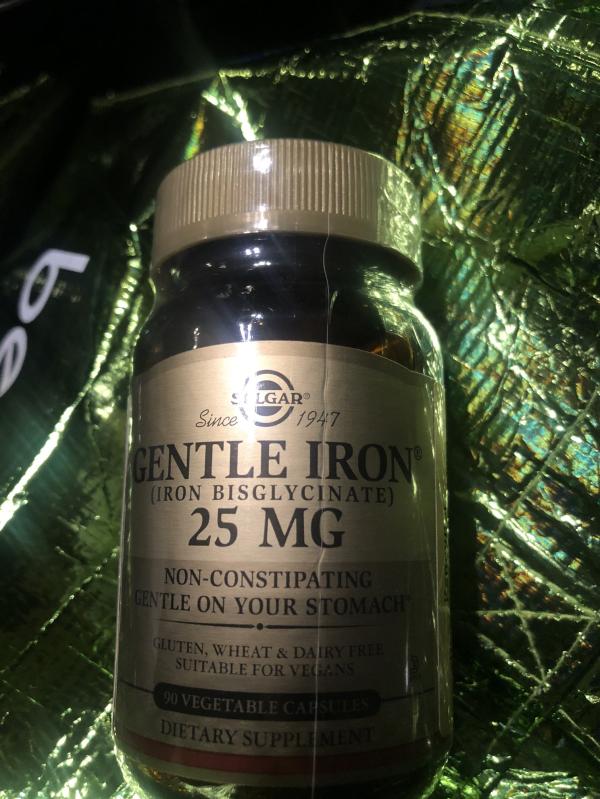 SOLGAR®
Since 1947
GENTLE IRON®
(IRON BISGLYCINATE)
25 MG
NON-CONSTIPATING
GENTLE ON YOUR STOMACH*
GLUTEN, WHEAT & DAIRY FREE
SUITABLE FOR VEGANS
90 VEGETABLE CAPSULES
DIETARY SUPPLEMENT